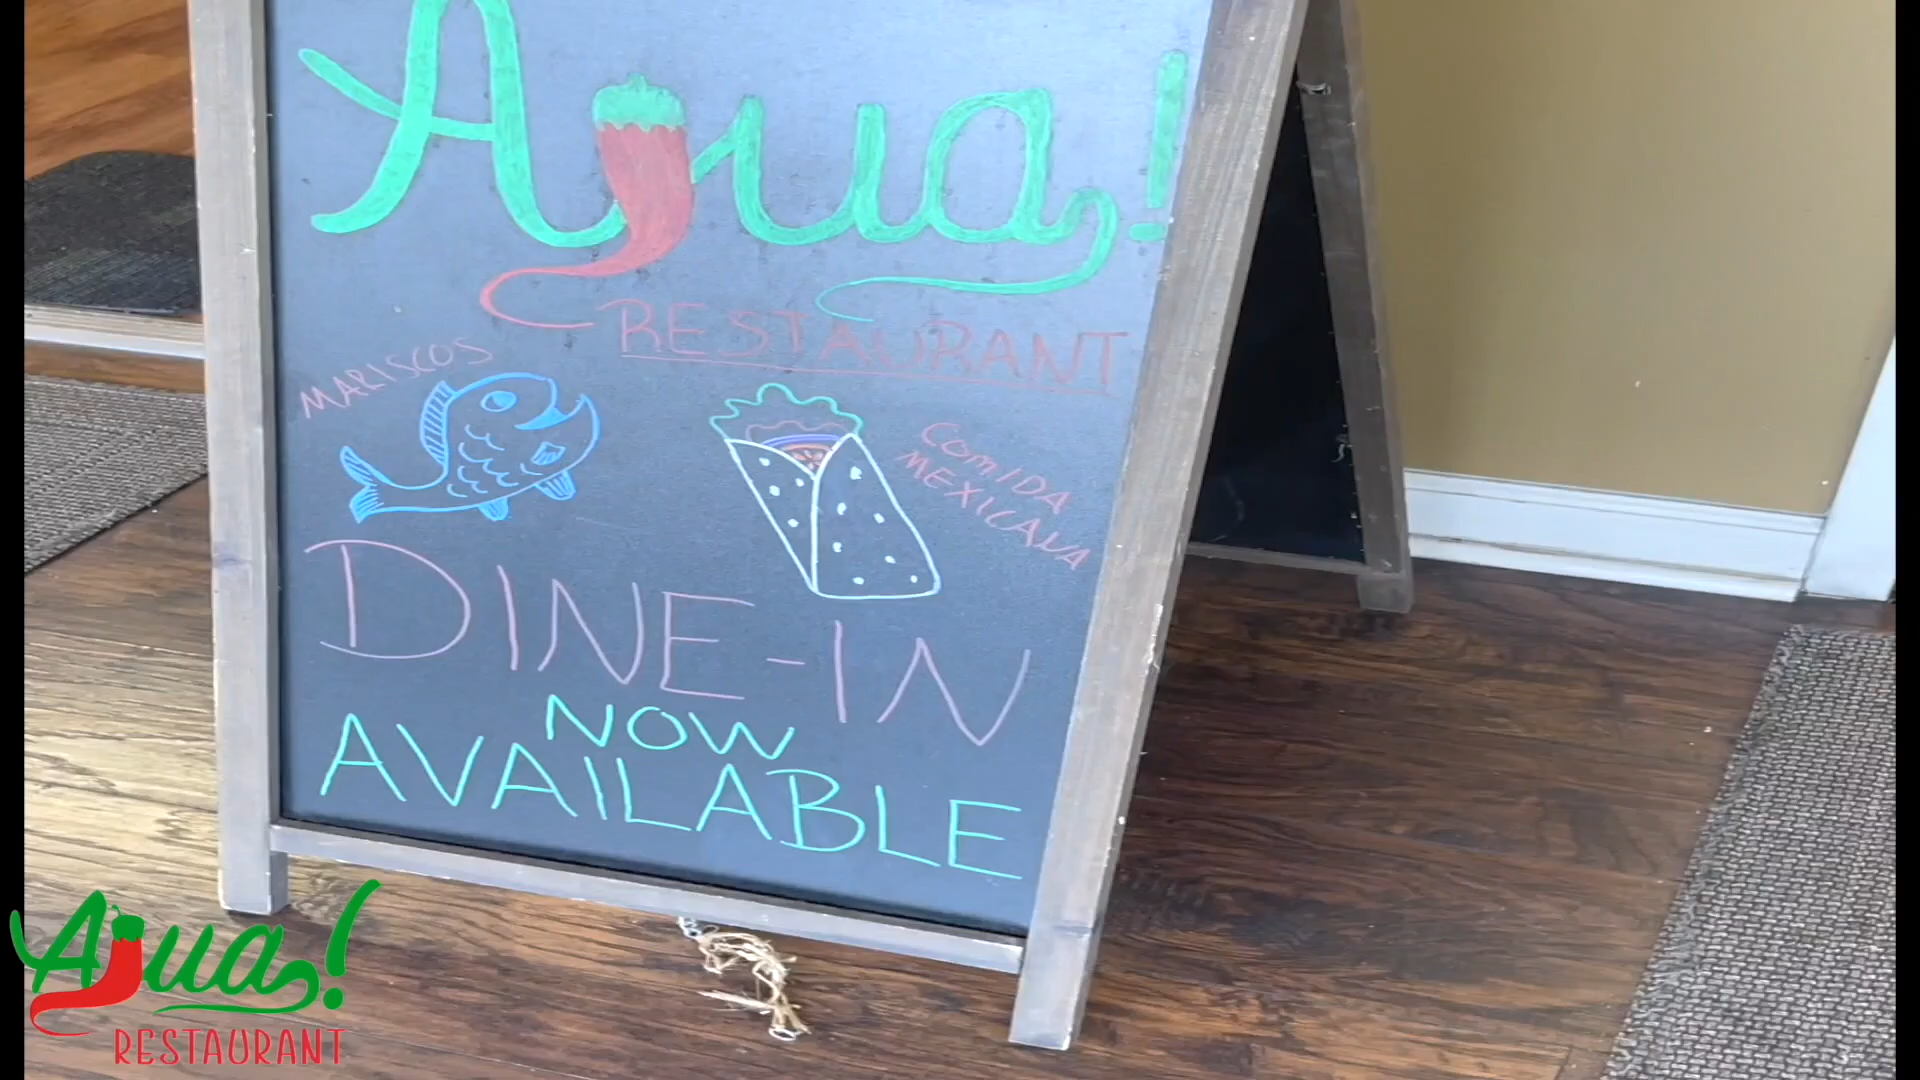 Ajua!
RESTAURANT
MARISCOS
COMIDA
MEXICANA
DINE-IN
NOW
AVAILABLE
Ajua!
RESTAURANT